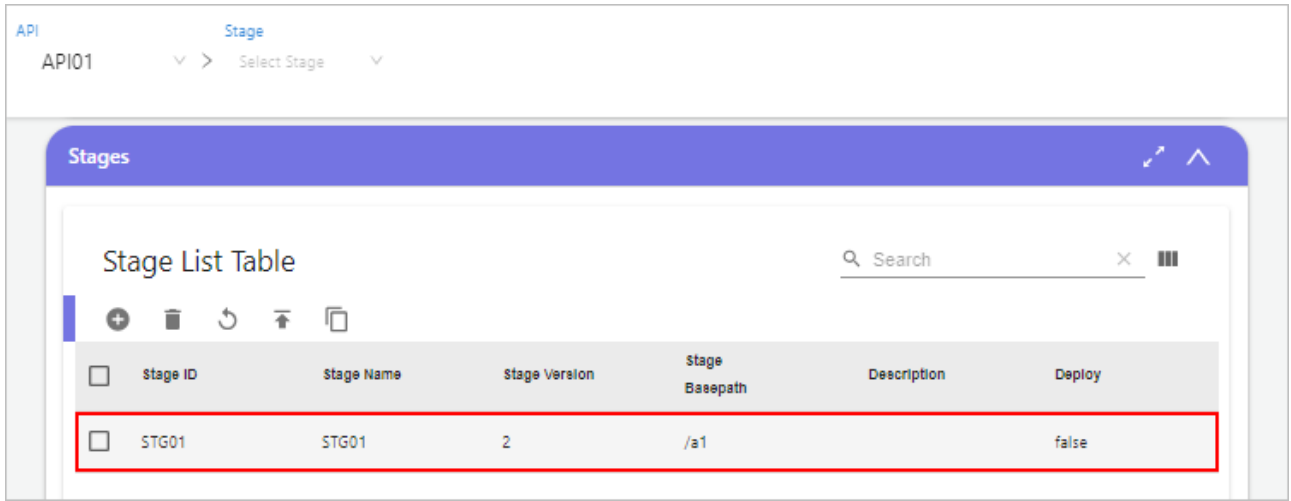 API Stage
API01 > Select Stage
Stages
Stage List Table Search
Stage ID Stage Name Stage Version Stage Basepath Description Deploy
STG01 STG01 2 /a1 false